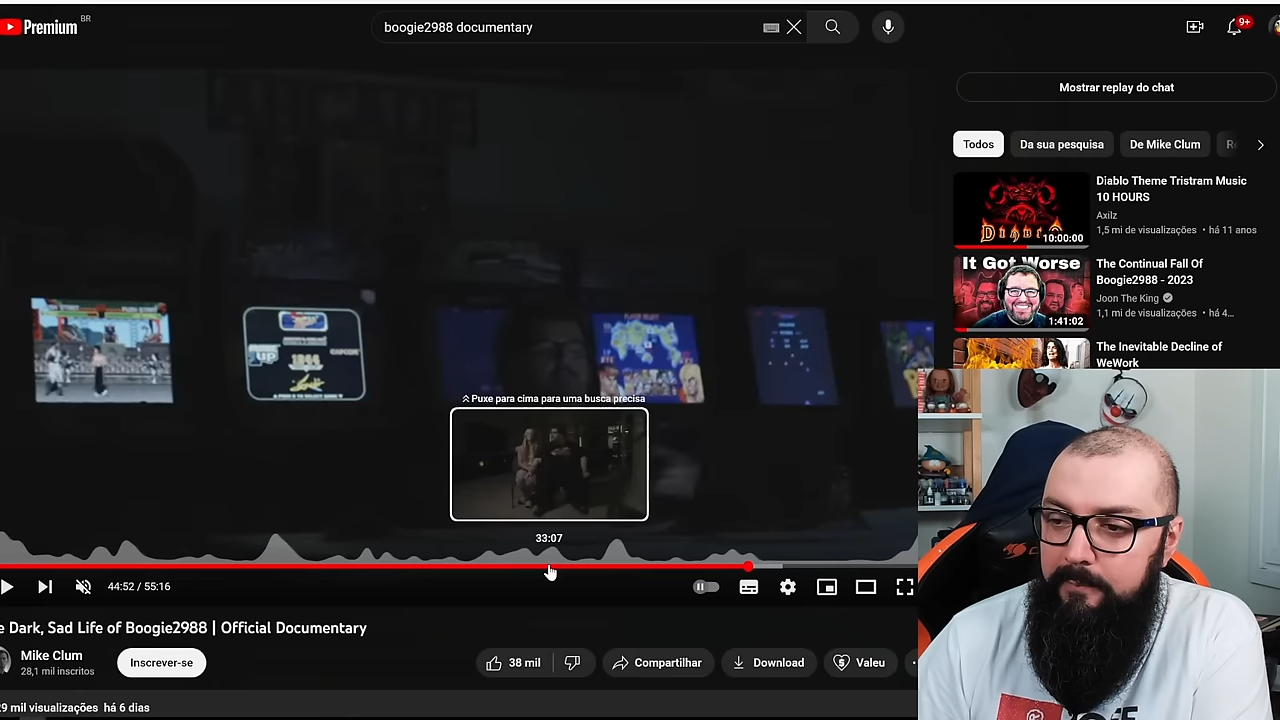 Premium
BR
boogie2988 documentary
9+
Mostrar replay do chat
Todos
Da sua pesquisa
De Mike Clum
Diablo Theme Tristram Music
10 HOURS
Axilz
1,5 mi de visualizações • há 11 anos
DIABLO
10:00:00
It Got Worse
1:41:02
The Continual Fall Of
Boogie2988 - 2023
Joon The King
1,1 mi de visualizações • há 4...
The Inevitable Decline of
WeWork
PLAYER SELECT
UP
CAPCOM
Puxe para cima para uma busca precisa
33:07
44:52 / 55:16
e Dark, Sad Life of Boogie2988 | Official Documentary
Mike Clum
28,1 mil inscritos
Inscrever-se
38 mil
Compartilhar
Download
Valeu
9 mil visualizações há 6 dias